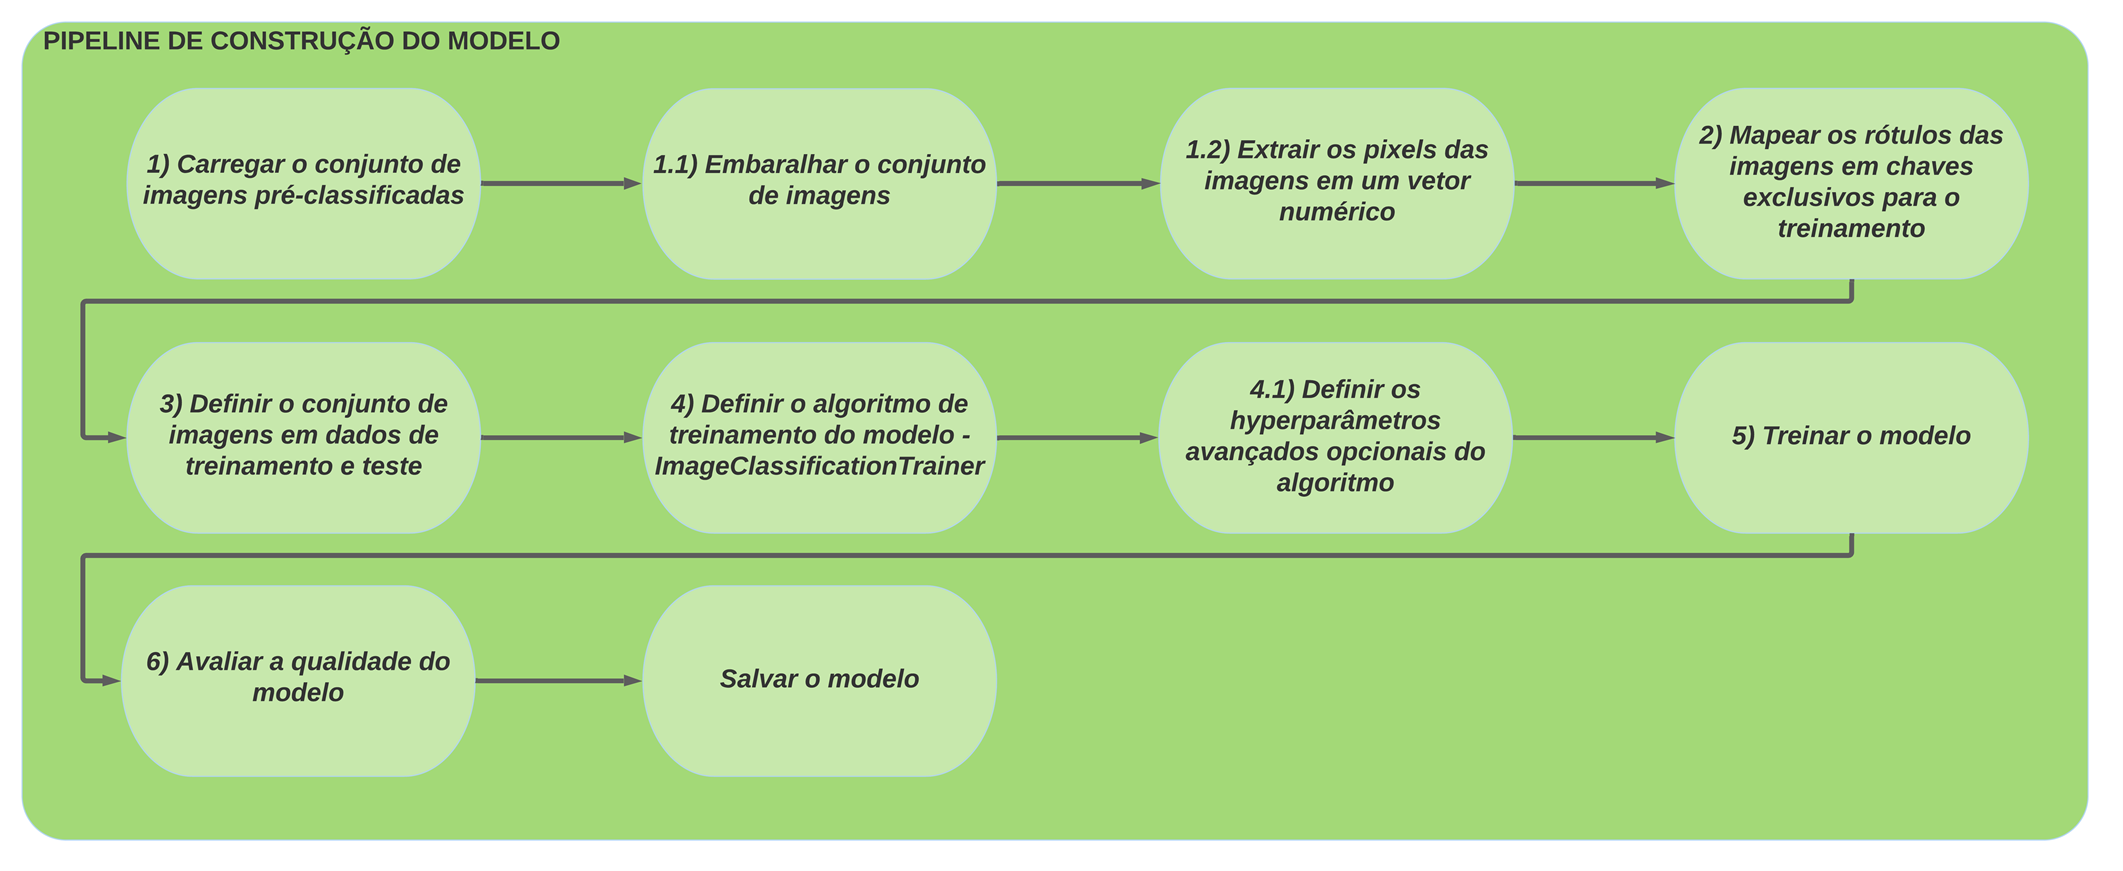 PIPELINE DE CONSTRUÇÃO DO MODELO
1) Carregar o conjunto de
imagens pré-classificadas
1.1) Embaralhar o conjunto
de imagens
1.2) Extrair os pixels das
imagens em um vetor
numérico
2) Mapear os rótulos das
imagens em chaves
exclusivos para o
treinamento
3) Definir o conjunto de
imagens em dados de
treinamento e teste
4) Definir o algoritmo de
treinamento do modelo -
ImageClassificationTrainer
4.1) Definir os
hyperparâmetros
avançados opcionais do
algoritmo
5) Treinar o modelo
6) Avaliar a qualidade do
modelo
Salvar o modelo